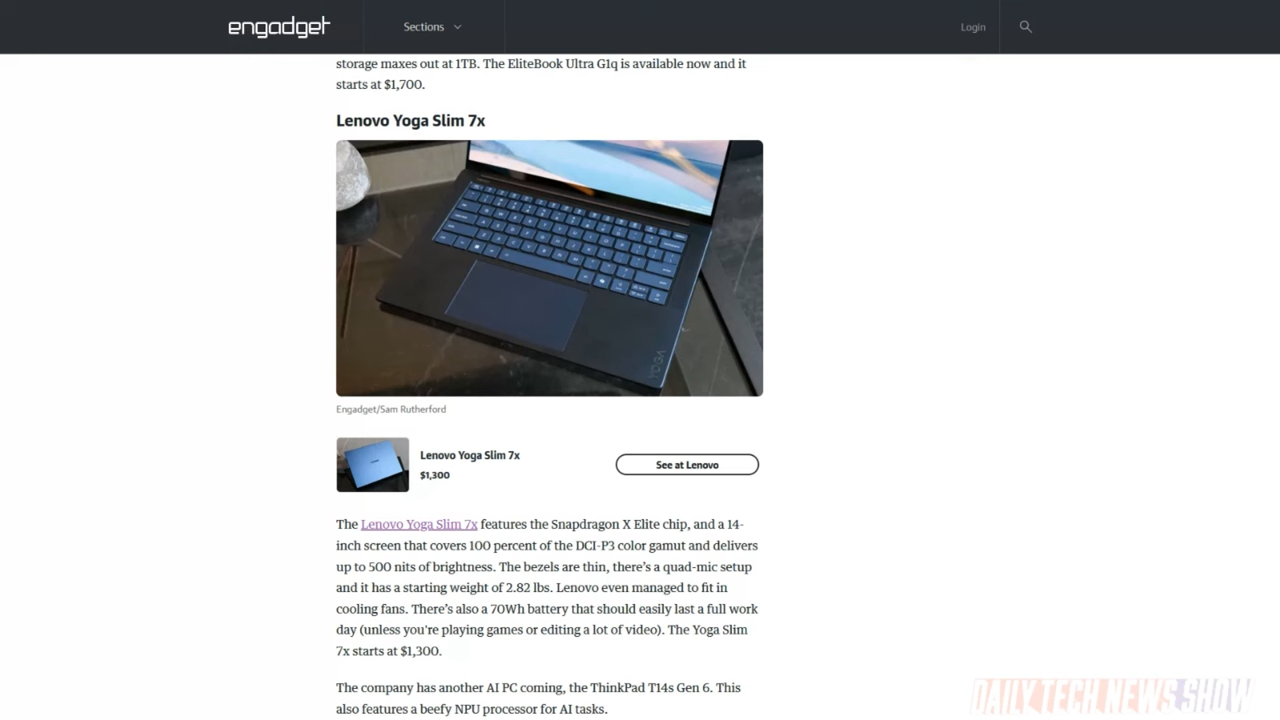 engadget
Sections
Login
storage maxes out at 1TB. The EliteBook Ultra G1q is available now and it
starts at $1,700.
Lenovo Yoga Slim 7x
YOGA
Engadget/Sam Rutherford
Lenovo Yoga Slim 7x
$1,300
See at Lenovo
The Lenovo Yoga Slim 7x features the Snapdragon X Elite chip, and a 14-
inch screen that covers 100 percent of the DCI-P3 color gamut and delivers
up to 500 nits of brightness. The bezels are thin, there’s a quad-mic setup
and it has a starting weight of 2.82 lbs. Lenovo even managed to fit in
cooling fans. There’s also a 70Wh battery that should easily last a full work
day (unless you're playing games or editing a lot of video). The Yoga Slim
7x starts at $1,300.
The company has another AI PC coming, the ThinkPad T14s Gen 6. This
also features a beefy NPU processor for AI tasks.
DAILY TECH NEWS SHOW